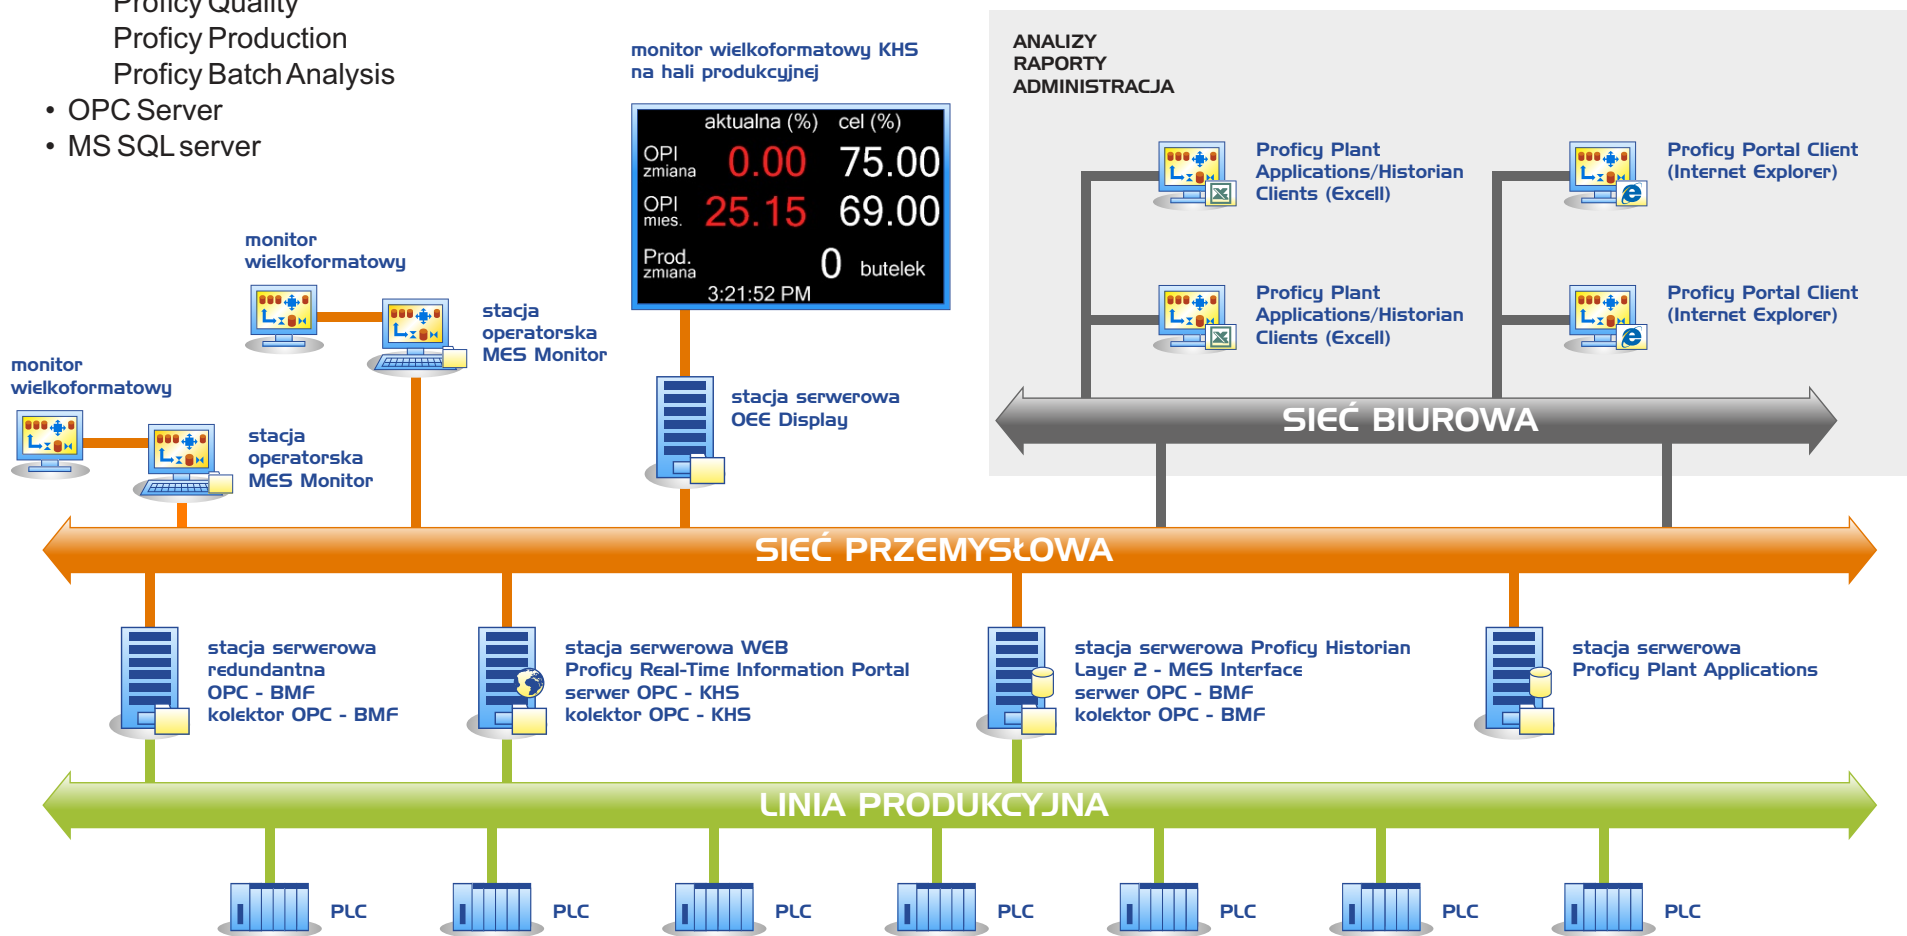 Proficy Quality
Proficy Production
Proficy Batch Analysis
• OPC Server
• MS SQL server
monitor wielkoformatowy KHS
na hali produkcyjnej
aktualna (%) cel (%)
OPI
zmiana 0.00 75.00
OPI
mies. 25.15 69.00
Prod.
zmiana 0 butelek
3:21:52 PM
ANALIZY
RAPORTY
ADMINISTRACJA
Proficy Plant
Applications/Historian
Clients (Excell)
Proficy Portal Client
(Internet Explorer)
Proficy Plant
Applications/Historian
Clients (Excell)
Proficy Portal Client
(Internet Explorer)
SIEĆ BIUROWA
monitor
wielkoformatowy
stacja
operatorska
MES Monitor
monitor
wielkoformatowy
stacja
operatorska
MES Monitor
stacja serwerowa
OEE Display
SIEĆ PRZEMYSŁOWA
stacja serwerowa
redundantna
OPC - BMF
kolektor OPC - BMF
stacja serwerowa WEB
Proficy Real-Time Information Portal
serwer OPC - KHS
kolektor OPC - KHS
stacja serwerowa Proficy Historian
Layer 2 - MES Interface
serwer OPC - BMF
kolektor OPC - BMF
stacja serwerowa
Proficy Plant Applications
LINIA PRODUKCYJNA
PLC
PLC
PLC
PLC
PLC
PLC
PLC